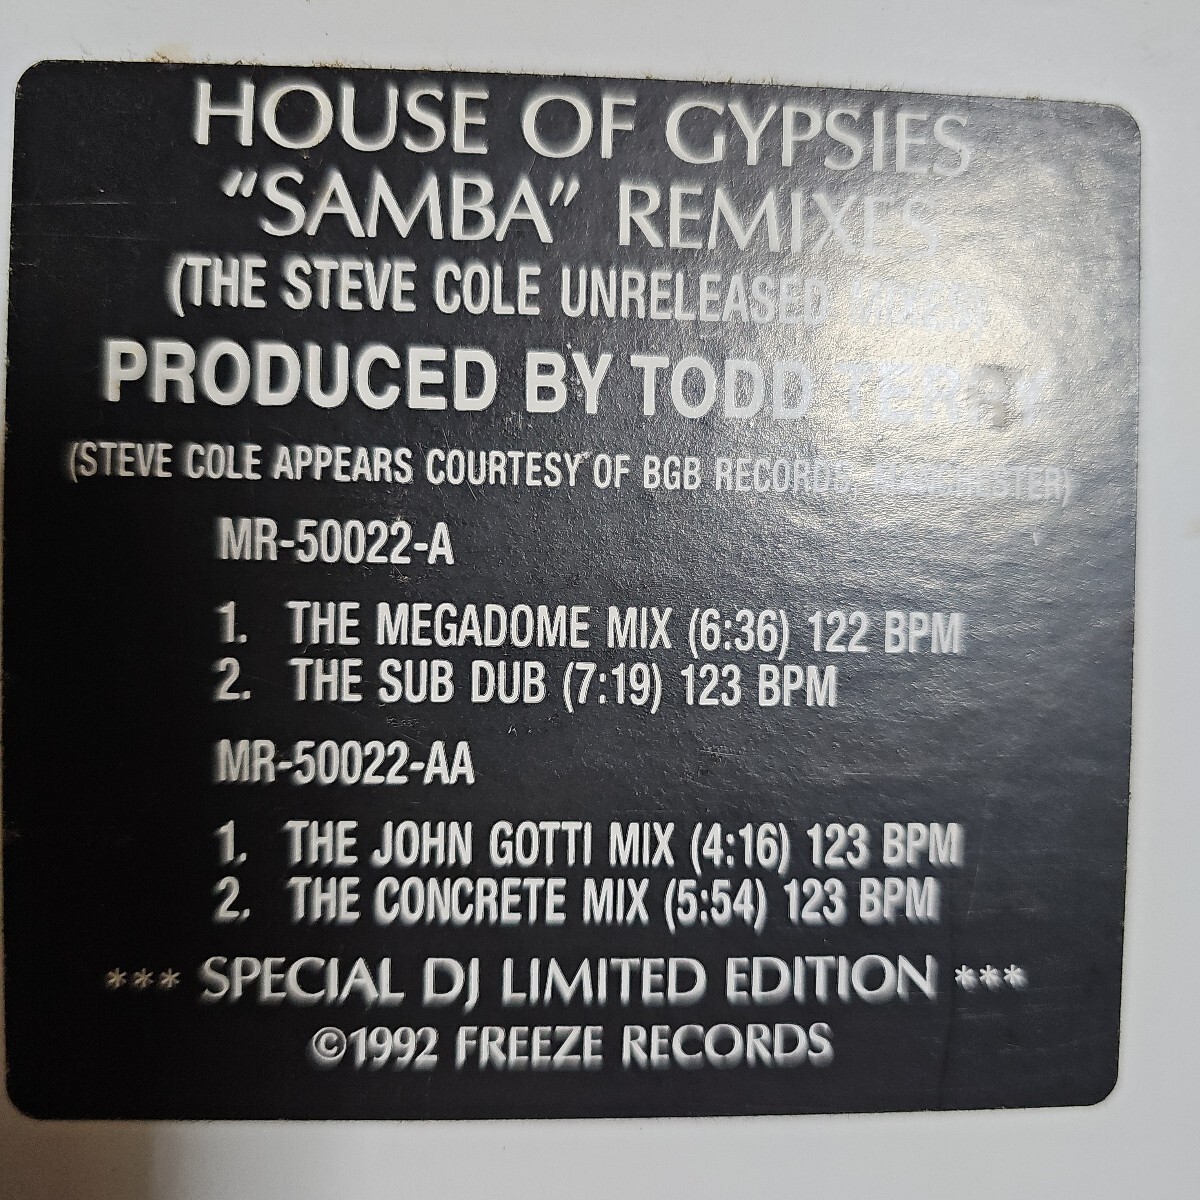 HOUSE OF GYPSIES
"SAMBA" REMIXES
(THE STEVE COLE UNRELEASED
PRODUCED BY TODD TERRY
(STEVE COLE APPEARS COURTESY OF BGB RECORDS, MANCHESTER)
MR-50022-A
1. THE MEGADOME MIX (6:36) 122 BPM
2. THE SUB DUB (7:19) 123 BPM
MR-50022-AA
1. THE JOHN GOTTI MIX (4:16) 123 BPM
2. THE CONCRETE MIX (5:54) 123 BPM
*** SPECIAL DJ LIMITED EDITION ***
©1992 FREEZE RECORDS